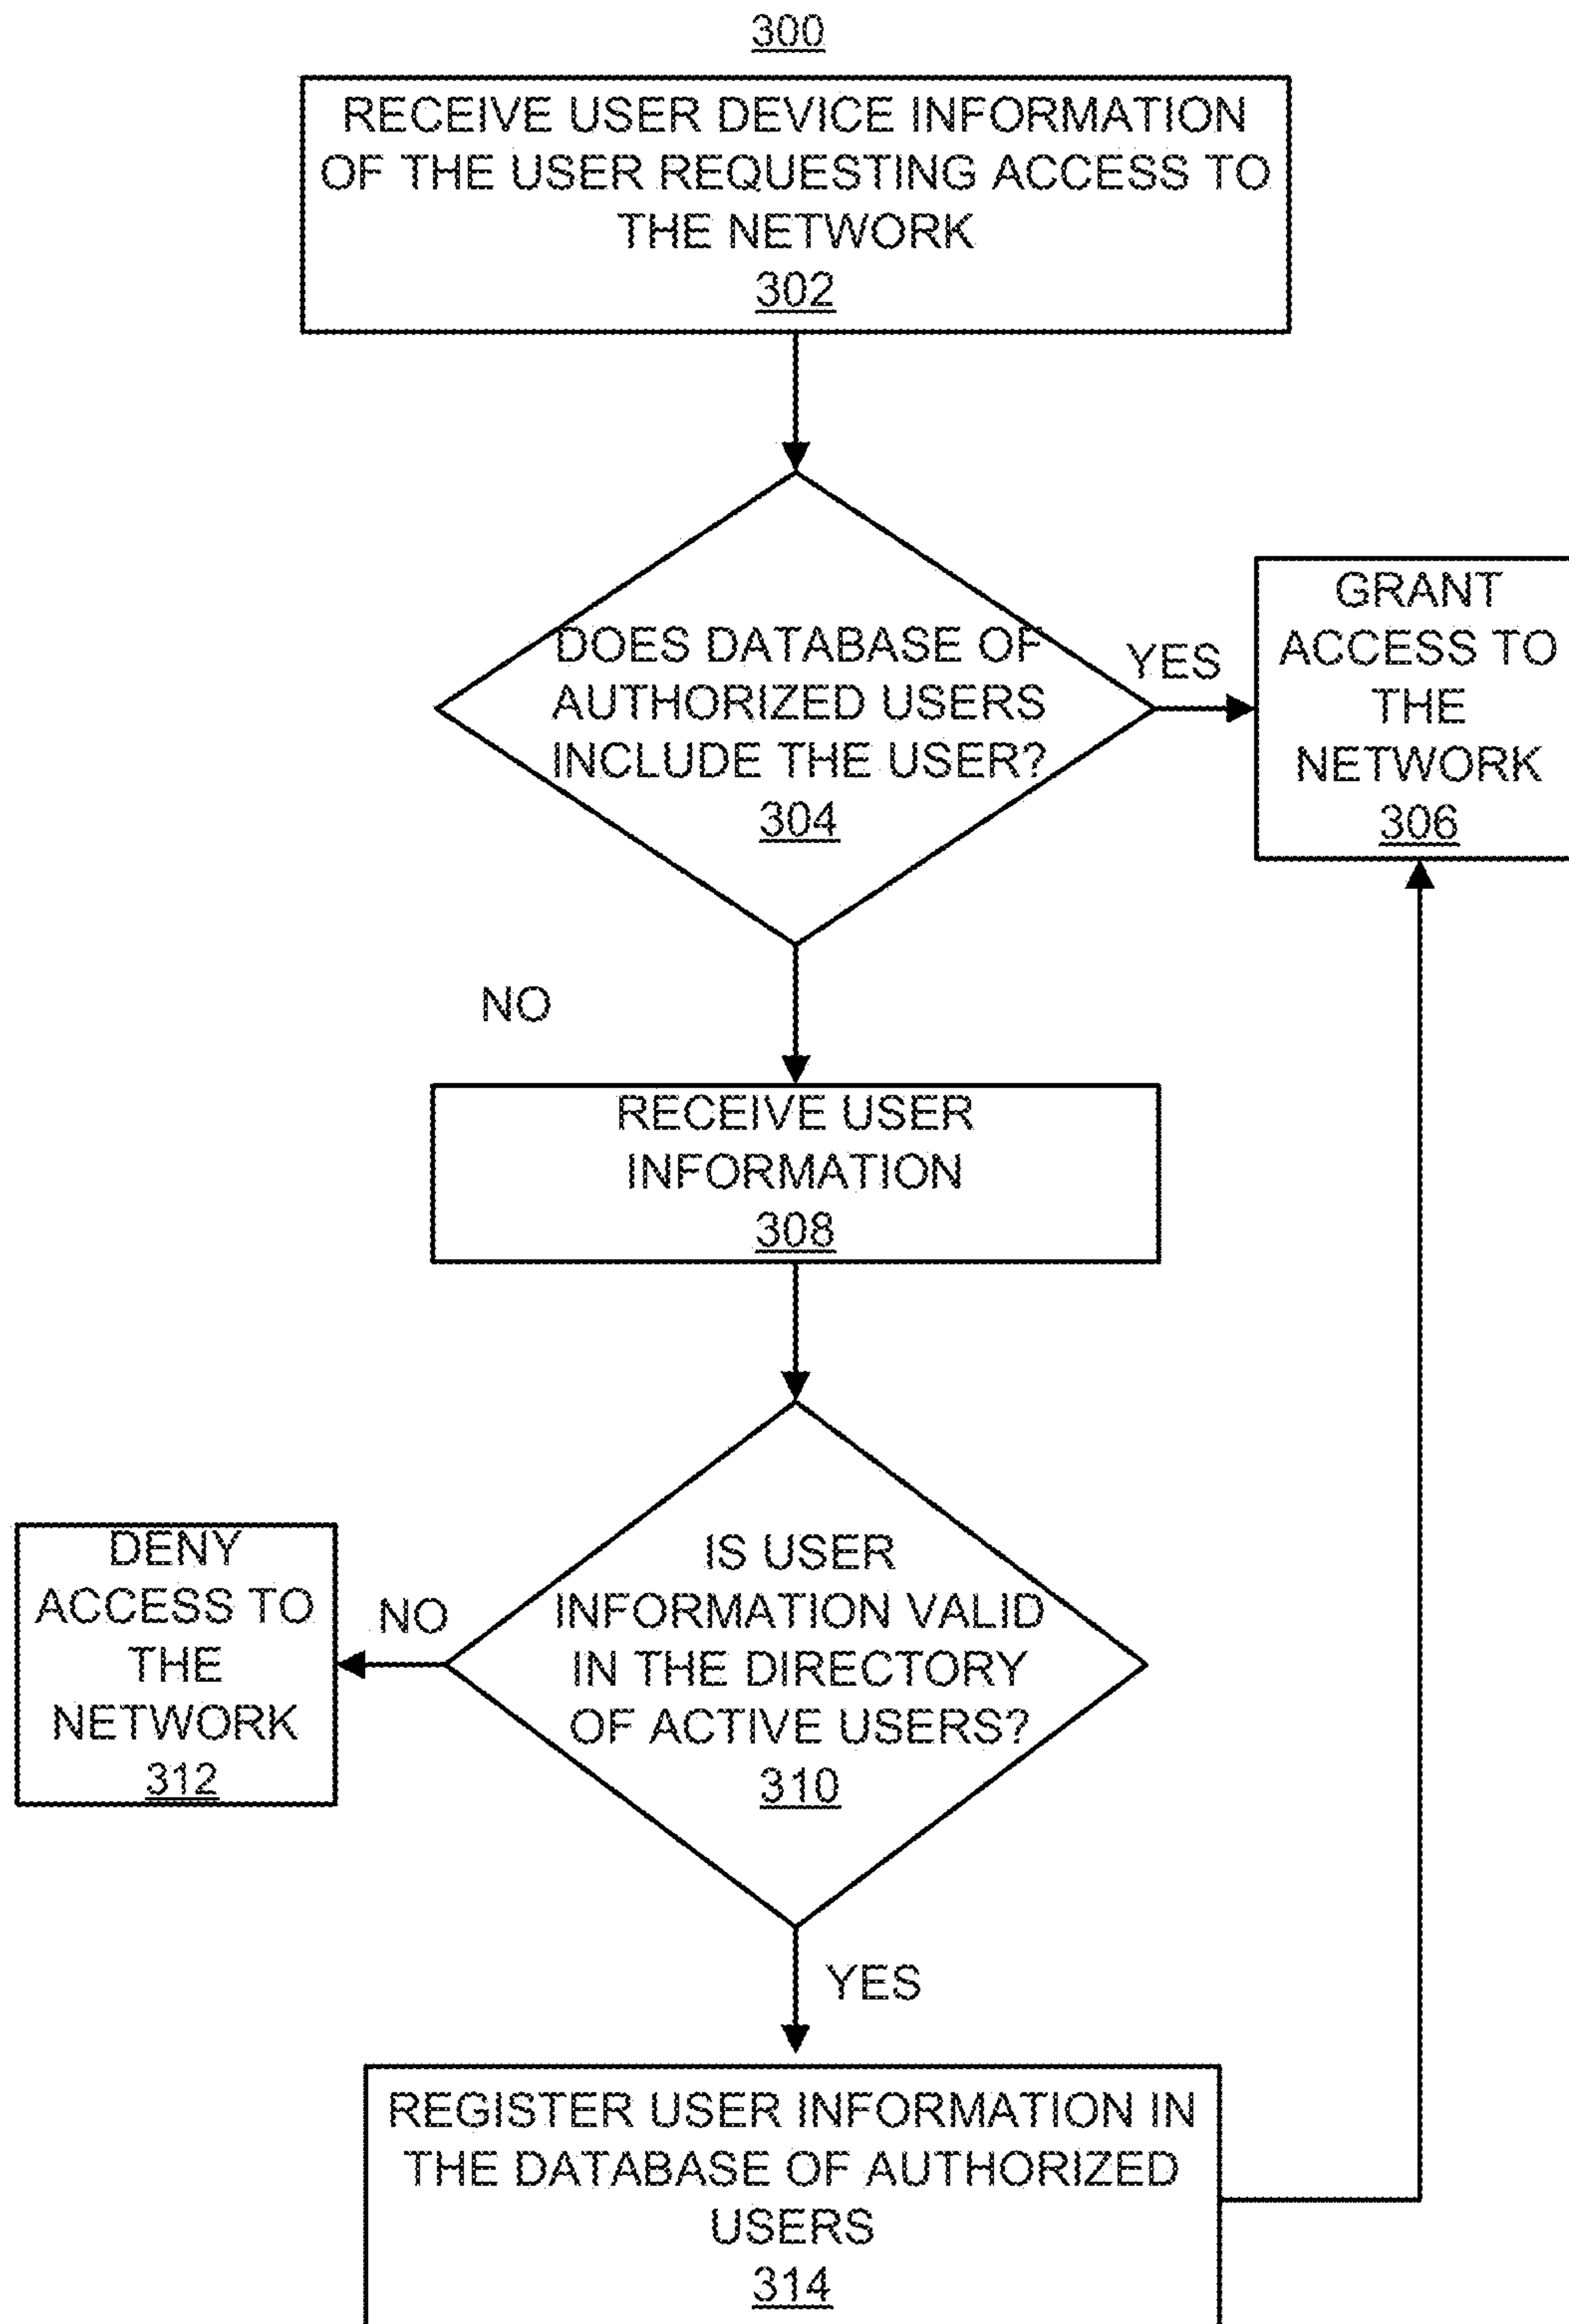 300
RECEIVE USER DEVICE INFORMATION
OF THE USER REQUESTING ACCESS TO
THE NETWORK
302
DOES DATABASE OF
AUTHORIZED USERS
INCLUDE THE USER?
304
YES
GRANT
ACCESS TO
THE
NETWORK
306
NO
RECEIVE USER
INFORMATION
308
IS USER
INFORMATION VALID
IN THE DIRECTORY
OF ACTIVE USERS?
310
NO
DENY
ACCESS TO
THE
NETWORK
312
YES
REGISTER USER INFORMATION IN
THE DATABASE OF AUTHORIZED
USERS
314